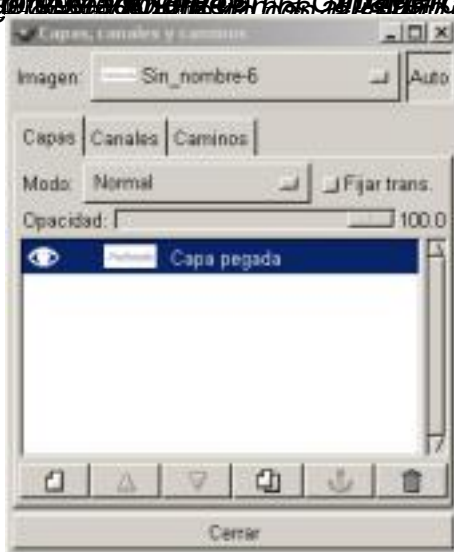 Capas, canales y caminos
Imagen: Sin_nombre-6 Auto
Capas Canales Caminos
Modo: Normal Fijar trans.
Opacidad: 100.0
Capa pegada
Cerrar